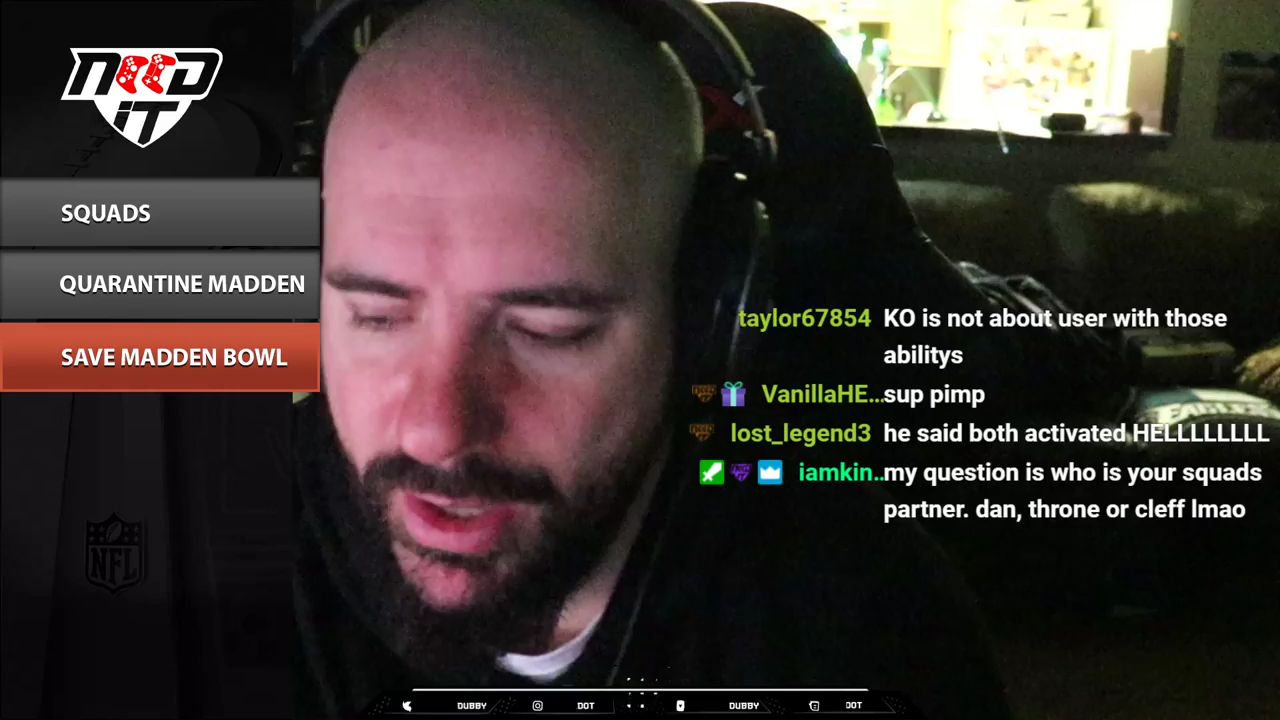 IT
SQUADS
QUARANTINE MADDEN
SAVE MADDEN BOWL
NFL
taylor67854 KO is not about user with those
abilitys
VanillaHE... sup pimp
lost_legend3 he said both activated HELLLLLLLL
iamkin.. my question is who is your squads
partner. dan, throne or cleff lmao
EAGLES
DUBBY DOT DUBBY DOT